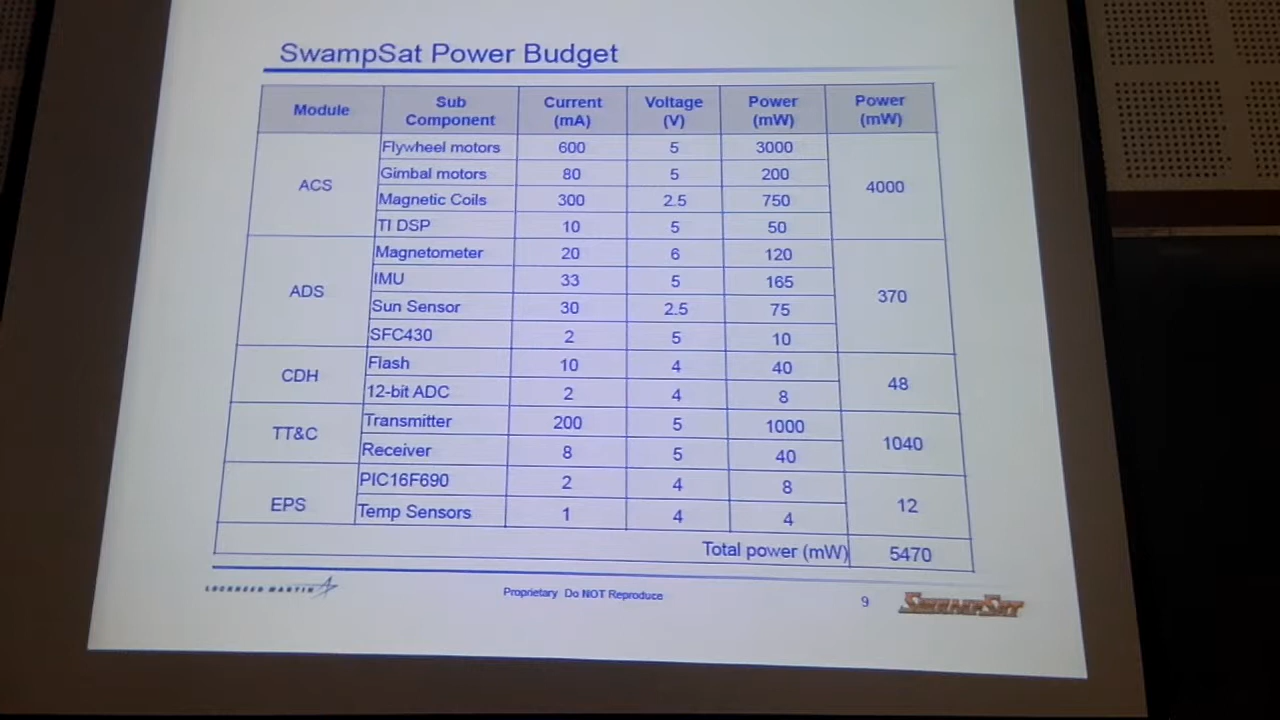 SwampSat Power Budget
Module Sub Component Current (mA) Voltage (V) Power (mW) Power (mW)
ACS Flywheel motors 600 5 3000 4000
Gimbal motors 80 5 200
Magnetic Coils 300 2.5 750
TI DSP 10 5 50
ADS Magnetometer 20 6 120 370
IMU 33 5 165
Sun Sensor 30 2.5 75
SFC430 2 5 10
CDH Flash 10 4 40 48
12-bit ADC 2 4 8
TT&C Transmitter 200 5 1000 1040
Receiver 8 5 40
EPS PIC16F690 2 4 8 12
Temp Sensors 1 4 4
Total power (mW) 5470
LOCKHEED MARTIN
Proprietary Do NOT Reproduce
9
SWAMPSAT